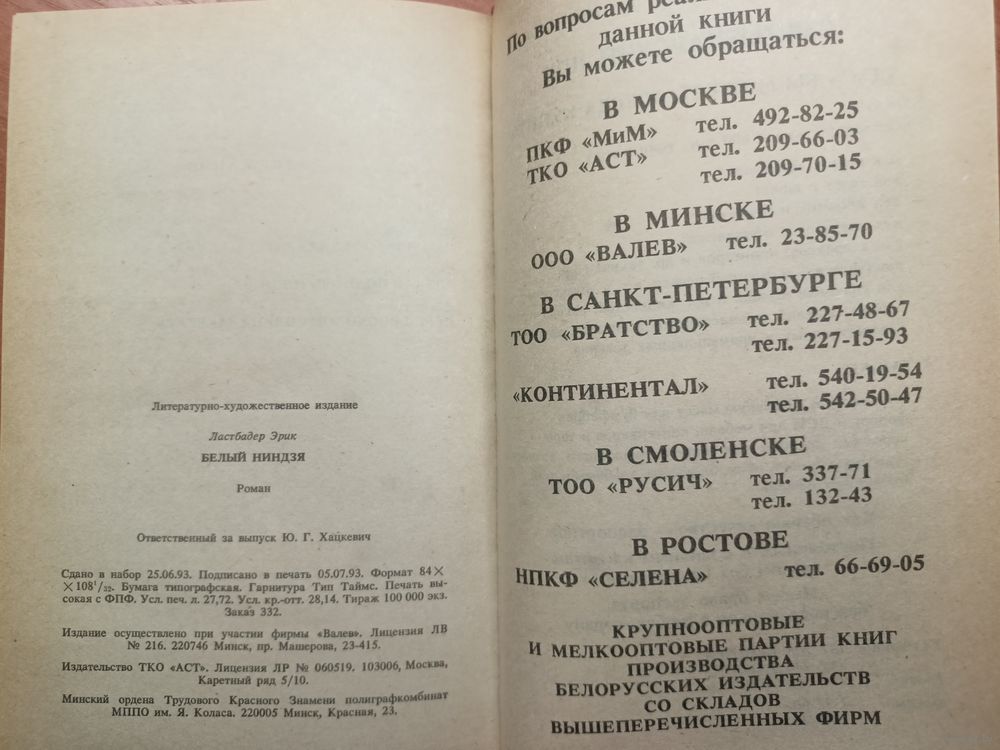 Литературно-художественное издание
Ластбадер Эрик
БЕЛЫЙ НИНДЗЯ
Роман
Ответственный за выпуск Ю. Г. Хацкевич
Сдано в набор 25.06.93. Подписано в печать 05.07.93. Формат 84×
×108¹/₃₂. Бумага типографская. Гарнитура Тип Таймс. Печать вы-
сокая с ФПФ. Усл. печ. л. 27,72. Усл. кр.-отт. 28,14. Тираж 100 000 экз.
Заказ 332.
Издание осуществлено при участии фирмы «Валев». Лицензия ЛВ
№ 216. 220746 Минск, пр. Машерова, 23-415.
Издательство ТКО «АСТ». Лицензия ЛР № 060519. 103006, Москва,
Каретный ряд 5/10.
Минский ордена Трудового Красного Знамени полиграфкомбинат
МППО им. Я. Коласа. 220005 Минск, Красная, 23.
По вопросам
данной книги
Вы можете обращаться:
В МОСКВЕ
ПКФ «МиМ» тел. 492-82-25
ТКО «АСТ» тел. 209-66-03
тел. 209-70-15
В МИНСКЕ
ООО «ВАЛЕВ» тел. 23-85-70
В САНКТ-ПЕТЕРБУРГЕ
ТОО «БРАТСТВО» тел. 227-48-67
тел. 227-15-93
«КОНТИНЕНТАЛ» тел. 540-19-54
тел. 542-50-47
В СМОЛЕНСКЕ
ТОО «РУСИЧ» тел. 337-71
тел. 132-43
В РОСТОВЕ
НПКФ «СЕЛЕНА» тел. 66-69-05
КРУПНООПТОВЫЕ
И МЕЛКООПТОВЫЕ ПАРТИИ КНИГ
ПРОИЗВОДСТВА
БЕЛОРУССКИХ ИЗДАТЕЛЬСТВ
СО СКЛАДОВ
ВЫШЕПЕРЕЧИСЛЕННЫХ ФИРМ